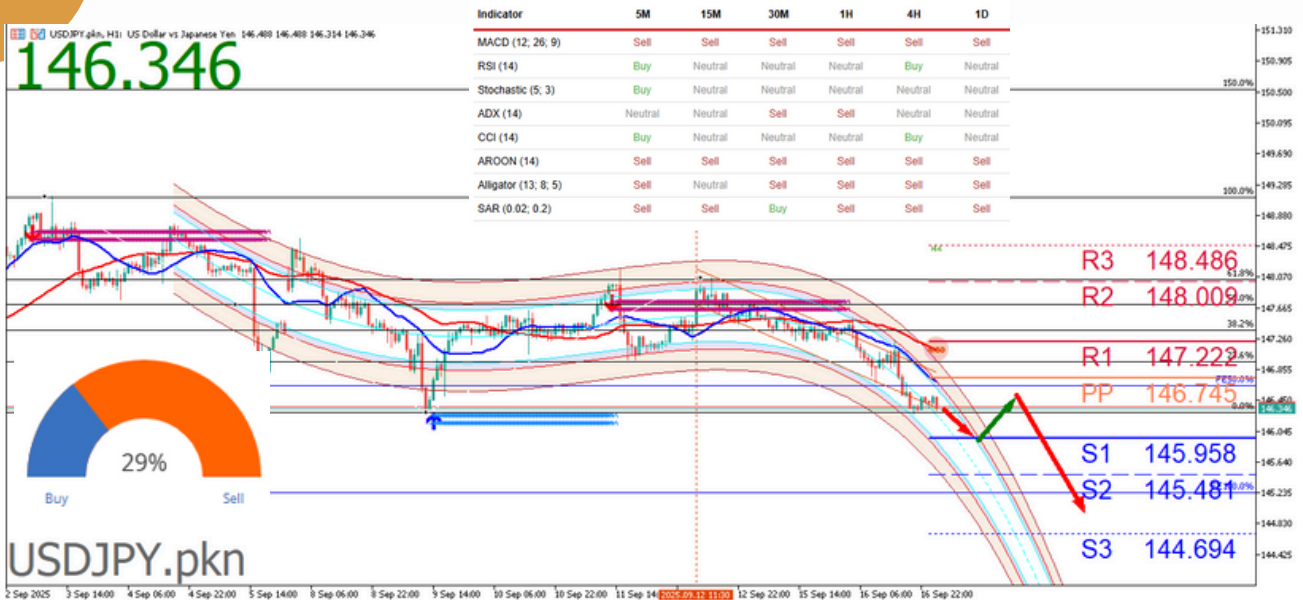 USDJPY.pkn, H1: US Dollar vs Japanese Yen 146.488 146.488 146.314 146.346
146.346
Indicator 5M 15M 30M 1H 4H 1D
MACD (12; 26; 9) Sell Sell Sell Sell Sell Sell
RSI (14) Buy Neutral Neutral Neutral Buy Neutral
Stochastic (5; 3) Buy Neutral Neutral Neutral Neutral Neutral
ADX (14) Neutral Neutral Sell Sell Neutral Neutral
CCI (14) Buy Neutral Neutral Neutral Buy Neutral
AROON (14) Sell Sell Sell Sell Sell Sell
Alligator (13; 8; 5) Sell Neutral Sell Sell Sell Sell
SAR (0.02; 0.2) Sell Sell Buy Sell Sell Sell
151.310
150.905
150.0%
150.500
150.095
149.690
100.0%
149.285
148.880
148.475
R3 148.486
61.8%
148.070
R2 148.009
147.665
38.2%
147.260
R1 147.222
146.855
PP 146.745
146.450
0.0%
146.346
146.045
S1 145.958
145.640
S2 145.481
145.235
144.830
S3 144.694
144.425
29%
Buy Sell
USDJPY.pkn
2 Sep 2025 3 Sep 14:00 4 Sep 06:00 4 Sep 22:00 5 Sep 14:00 8 Sep 06:00 8 Sep 22:00 9 Sep 14:00 10 Sep 06:00 10 Sep 22:00 11 Sep 14: 2025.09.12 11:30 12 Sep 22:00 15 Sep 14:00 16 Sep 06:00 16 Sep 22:00